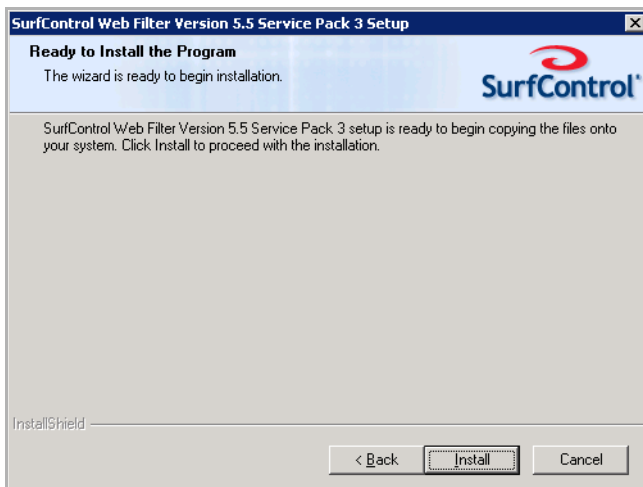 SurfControl Web Filter Version 5.5 Service Pack 3 Setup
Ready to Install the Program
The wizard is ready to begin installation.
SurfControl
SurfControl Web Filter Version 5.5 Service Pack 3 setup is ready to begin copying the files onto
your system. Click Install to proceed with the installation.
InstallShield
< Back Install Cancel